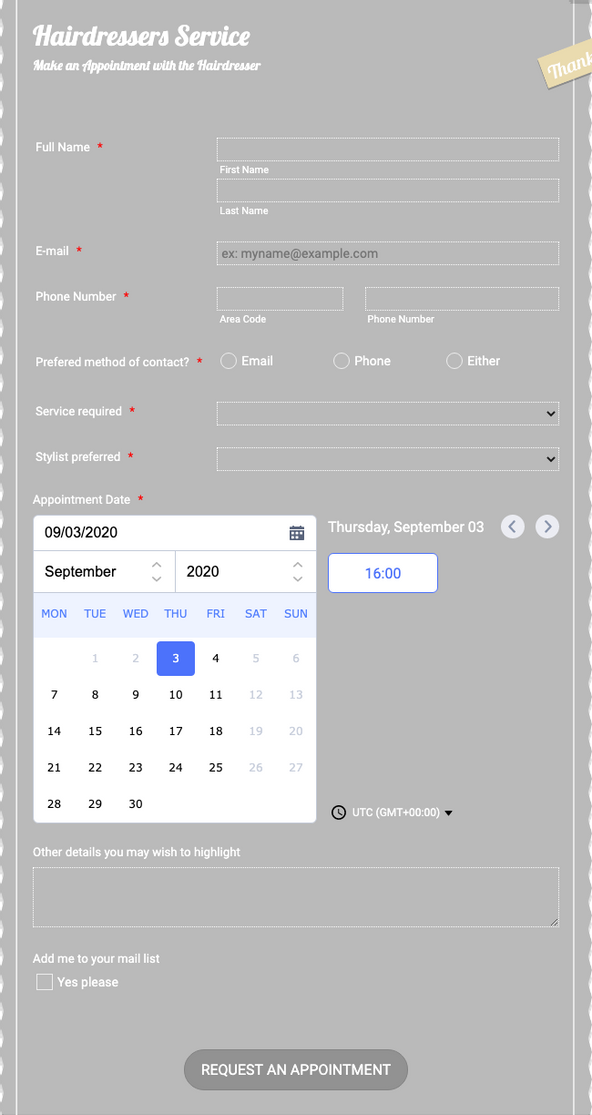 Hairdressers Service
Make an Appointment with the Hairdresser
Thank
Full Name *
First Name
Last Name
E-mail *
ex: myname@example.com
Phone Number *
Area Code Phone Number
Prefered method of contact? * Email Phone Either
Service required *
Stylist preferred *
Appointment Date *
09/03/2020
Thursday, September 03
September 2020
16:00
MON TUE WED THU FRI SAT SUN
1 2 3 4 5 6
7 8 9 10 11 12 13
14 15 16 17 18 19 20
21 22 23 24 25 26 27
28 29 30
UTC (GMT+00:00)
Other details you may wish to highlight
Add me to your mail list
Yes please
REQUEST AN APPOINTMENT